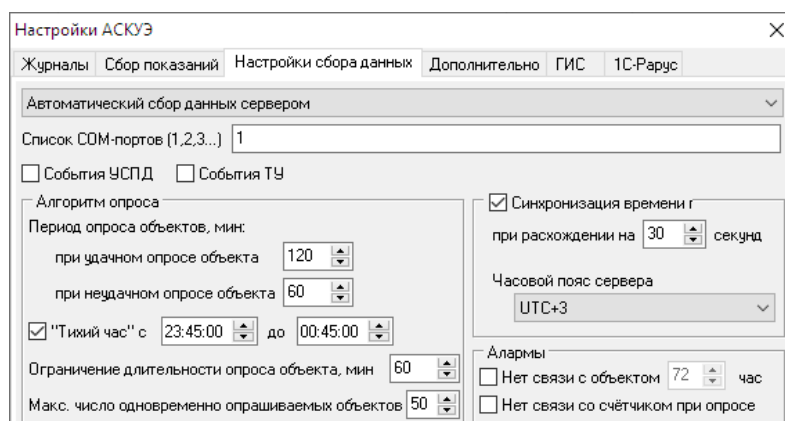 Настройки АСКУЭ
Журналы Сбор показаний Настройки сбора данных Дополнительно ГИС 1С-Рарус
Автоматический сбор данных сервером
Список COM-портов (1,2,3...) 1
События УСПД События ТУ
Алгоритм опроса
Период опроса объектов, мин:
при удачном опросе объекта 120
при неудачном опросе объекта 60
"Тихий час" с 23:45:00 до 00:45:00
Ограничение длительности опроса объекта, мин 60
Макс. число одновременно опрашиваемых объектов 50
Синхронизация времени
при расхождении на 30 секунд
Часовой пояс сервера
UTC+3
Алармы
Нет связи с объектом 72 час
Нет связи со счётчиком при опросе